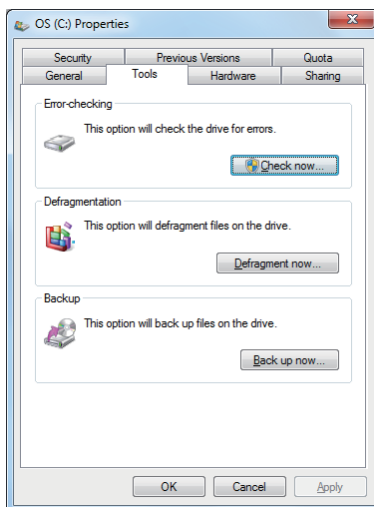 OS (C:) Properties
Security Previous Versions Quota
General Tools Hardware Sharing
Error-checking
This option will check the drive for errors.
Check now...
Defragmentation
This option will defragment files on the drive.
Defragment now...
Backup
This option will back up files on the drive.
Back up now...
OK Cancel Apply